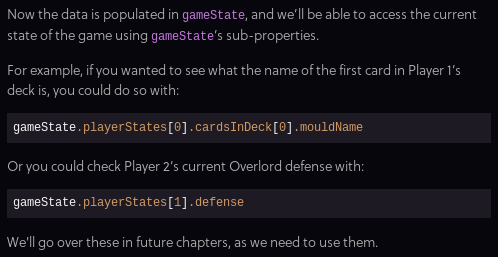 Now the data is populated in gameState, and we'll be able to access the current
state of the game using gameState's sub-properties.
For example, if you wanted to see what the name of the first card in Player 1's
deck is, you could do so with:
gameState.playerStates[0].cardsInDeck[0].mouldName
Or you could check Player 2's current Overlord defense with:
gameState.playerStates[1].defense
We'll go over these in future chapters, as we need to use them.